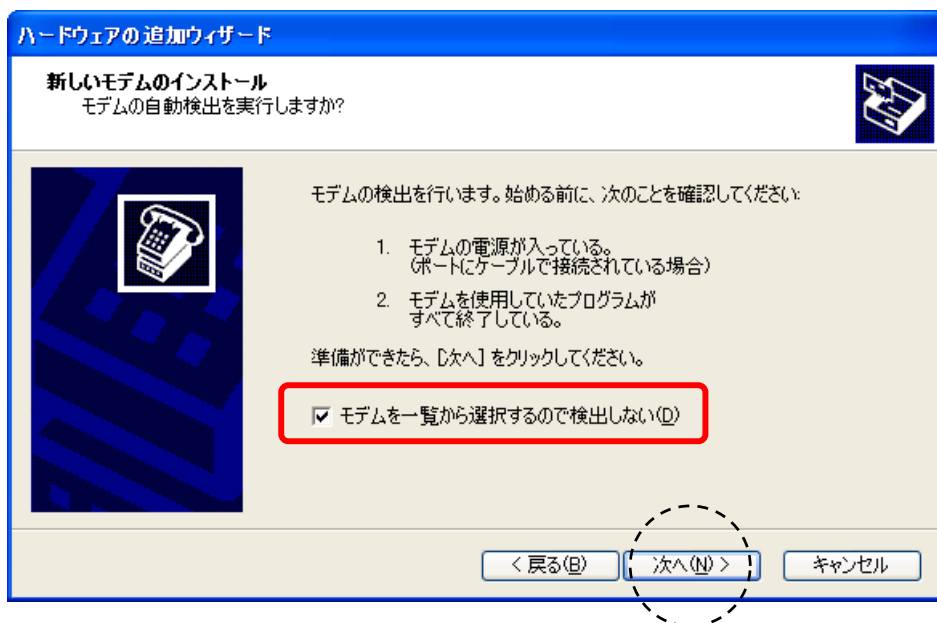 ハードウェアの追加ウィザード
新しいモデムのインストール
モデムの自動検出を実行しますか?
モデムの検出を行います。始める前に、次のことを確認してください:
1. モデムの電源が入っている。
(ポートにケーブルで接続されている場合)
2. モデムを使用していたプログラムが
すべて終了している。
準備ができたら、[次へ] をクリックしてください。
モデムを一覧から選択するので検出しない(D)
< 戻る(B) 次へ(N) > キャンセル